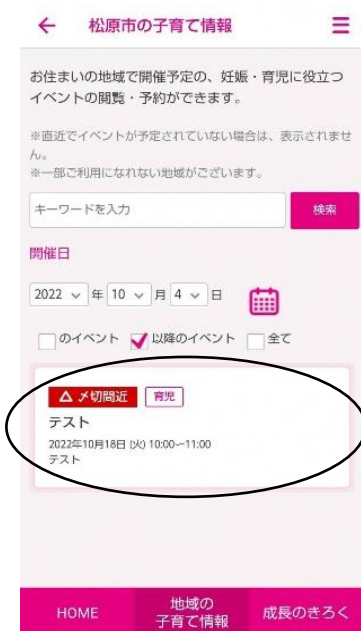 松原市の子育て情報
お住まいの地域で開催予定の、妊娠・育児に役立つ
イベントの閲覧・予約ができます。
※直近でイベントが予定されていない場合は、表示されませ
ん。
※一部ご利用になれない地域がございます。
キーワードを入力 検索
開催日
2022 年 10 月 4 日
のイベント 以降のイベント 全て
〆切間近 育児
テスト
2022年10月18日 (火) 10:00~11:00
テスト
HOME 地域の 子育て情報 成長のきろく